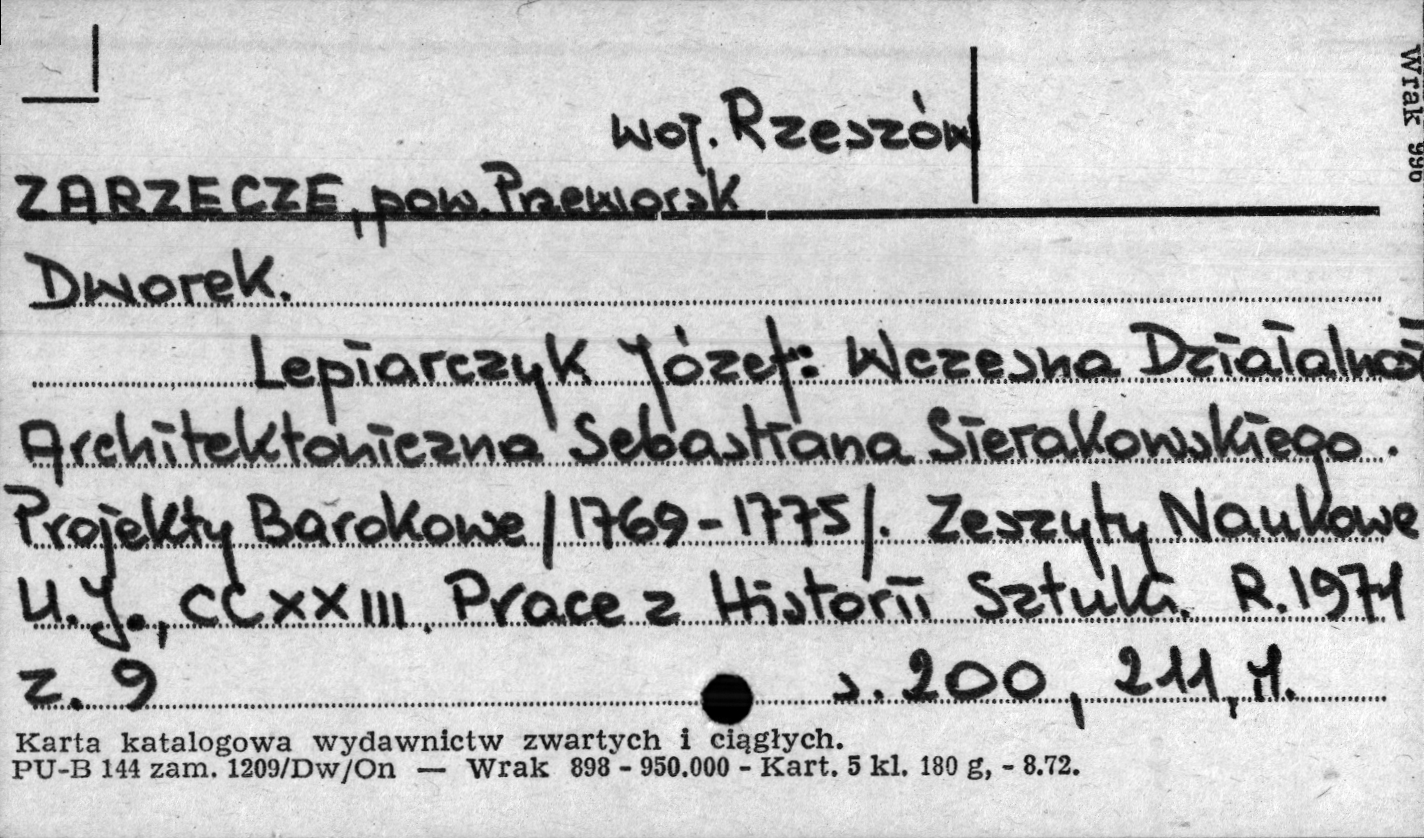 woj. Rzeszów
ZARZECZE, pow. Przeworsk
Dworek.
Lepiarczyk Józef: Wczesna Działalność
Architektoniczna Sebastiana Sierakowskiego.
Projekty Barokowe /1769-1775/. Zeszyty Naukowe
U.J., CCXXIII, Prace z Historii Sztuki. R. 1971
z. 9 s. 200, 211, il.
Karta katalogowa wydawnictw zwartych i ciągłych.
PU-B 144 zam. 1209/Dw/On — Wrak 898 - 950.000 - Kart. 5 kl. 180 g, - 8.72.
Wrak 996